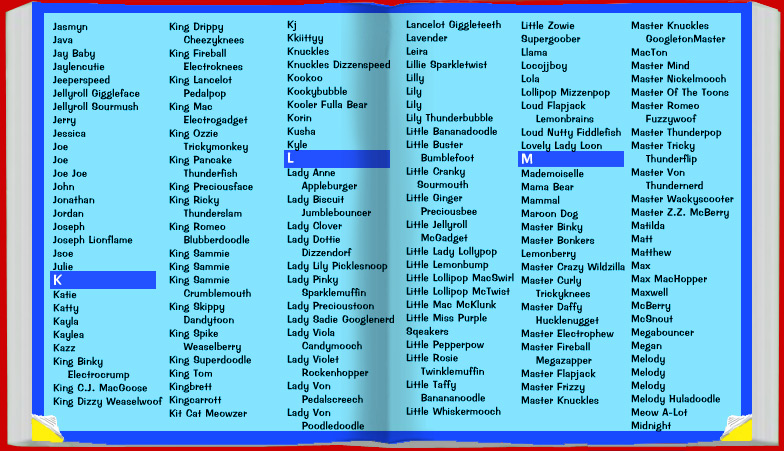 Jasmyn
Java
Jay Baby
Jaylencutie
Jeeperspeed
Jellyroll Giggleface
Jellyroll Sourmush
Jerry
Jessica
Joe
Joe
Joe Joe
John
Jonathan
Jordan
Joseph
Joseph Lionflame
Jsoe
Julie
K
Katie
Katty
Kayla
Kaylea
Kazz
King Binky
Electrocrump
King C.J. MacGoose
King Dizzy Weaselwoof
King Drippy
Cheezyknees
King Fireball
Electroknees
King Lancelot
Pedalpop
King Mac
Electrogadget
King Ozzie
Trickymonkey
King Pancake
Thunderfish
King Preciousface
King Ricky
Thunderslam
King Romeo
Blubberdoodle
King Sammie
King Sammie
King Sammie
Crumblemouth
King Skippy
Dandytoon
King Spike
Weaselberry
King Superdoodle
King Tom
Kingbrett
Kingcarrott
Kit Cat Meowzer
Kj
Kkiittyy
Knuckles
Knuckles Dizzenspeed
Kookoo
Kookybubble
Kooler Fulla Bear
Korin
Kusha
Kyle
L
Lady Anne
Appleburger
Lady Biscuit
Jumblebouncer
Lady Clover
Lady Dottie
Dizzendorf
Lady Lily Picklesnoop
Lady Pinky
Sparklemuffin
Lady Precioustoon
Lady Sadie Googlenerd
Lady Viola
Candymooch
Lady Violet
Rockenhopper
Lady Von
Pedalscreech
Lady Von
Poodledoodle
Lancelot Giggleteeth
Lavender
Leira
Lillie Sparkletwist
Lilly
Lily
Lily
Lily Thunderbubble
Little Bananadoodle
Little Buster
Bumblefoot
Little Cranky
Sourmouth
Little Ginger
Preciousbee
Little Jellyroll
McGadget
Little Lady Lollypop
Little Lemonbump
Little Lollipop MacSwirl
Little Lollipop McTwist
Little Mac McKlunk
Little Miss Purple
Sqeakers
Little Pepperpow
Little Rosie
Twinklemuffin
Little Taffy
Banananoodle
Little Whiskermooch
Little Zowie
Supergoober
Llama
Locojjboy
Lola
Lollipop Mizzenpop
Loud Flapjack
Lemonbrains
Loud Nutty Fiddlefish
Lovely Lady Loon
M
Mademoiselle
Mama Bear
Mammal
Maroon Dog
Master Binky
Master Bonkers
Lemonberry
Master Crazy Wildzilla
Master Curly
Trickyknees
Master Daffy
Hucklenugget
Master Electrophew
Master Fireball
Megazapper
Master Flapjack
Master Frizzy
Master Knuckles
Master Knuckles
GoogletonMaster
MacTon
Master Mind
Master Nickelmooch
Master Of The Toons
Master Romeo
Fuzzywoof
Master Thunderpop
Master Tricky
Thunderflip
Master Von
Thundernerd
Master Wackyscooter
Master Z.Z. McBerry
Matilda
Matt
Matthew
Max
Max MacHopper
Maxwell
McBerry
McSnout
Megabouncer
Megan
Melody
Melody
Melody
Melody Huladoodle
Meow A-Lot
Midnight